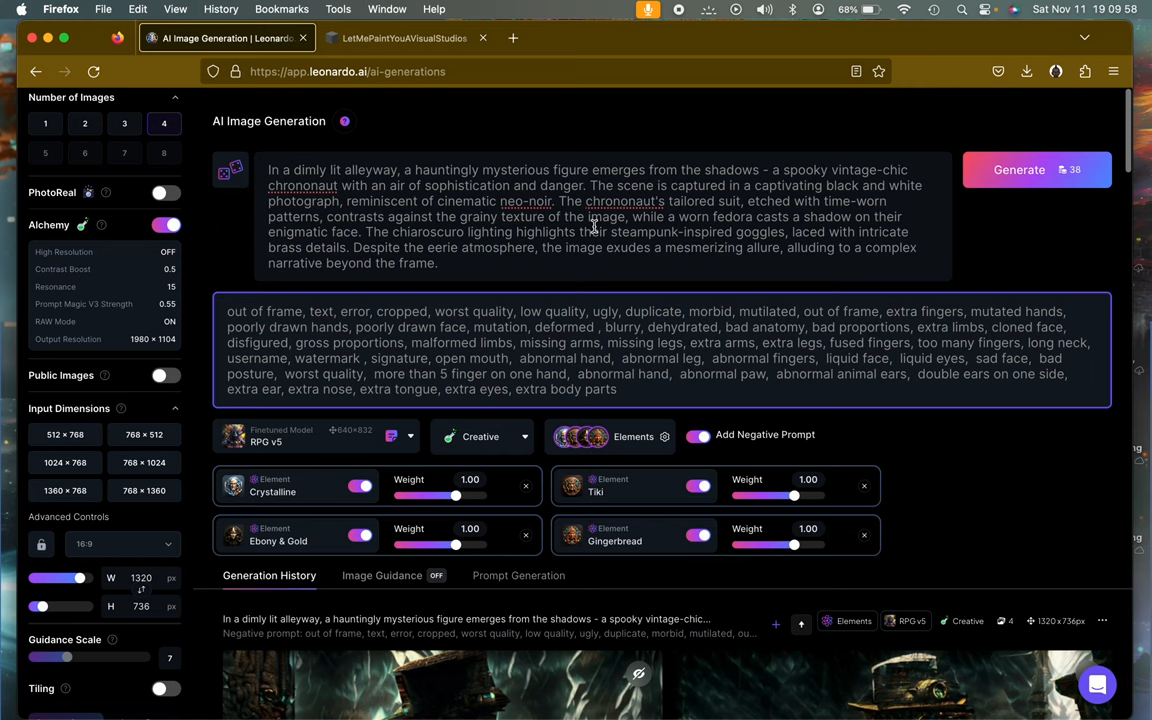 Firefox File Edit View History Bookmarks Tools Window Help 68% Sat Nov 11 19 09 58
AI Image Generation | Leonardo
LetMePaintYouAVisualStudios
https://app.leonardo.ai/ai-generations
Number of Images
1 2 3 4
5 6 7 8
PhotoReal
Alchemy
High Resolution OFF
Contrast Boost 0.5
Resonance 15
Prompt Magic V3 Strength 0.55
RAW Mode ON
Output Resolution 1980 × 1104
Public Images
Input Dimensions
512 × 768 768 × 512
1024 × 768 768 × 1024
1360 × 768 768 × 1360
Advanced Controls
16:9
W 1320 px
H 736 px
Guidance Scale
7
Tiling
AI Image Generation ?
In a dimly lit alleyway, a hauntingly mysterious figure emerges from the shadows - a spooky vintage-chic
chrononaut with an air of sophistication and danger. The scene is captured in a captivating black and white
photograph, reminiscent of cinematic neo-noir. The chrononaut's tailored suit, etched with time-worn
patterns, contrasts against the grainy texture of the image, while a worn fedora casts a shadow on their
enigmatic face. The chiaroscuro lighting highlights their steampunk-inspired goggles, laced with intricate
brass details. Despite the eerie atmosphere, the image exudes a mesmerizing allure, alluding to a complex
narrative beyond the frame.
Generate 38
out of frame, text, error, cropped, worst quality, low quality, ugly, duplicate, morbid, mutilated, out of frame, extra fingers, mutated hands,
poorly drawn hands, poorly drawn face, mutation, deformed , blurry, dehydrated, bad anatomy, bad proportions, extra limbs, cloned face,
disfigured, gross proportions, malformed limbs, missing arms, missing legs, extra arms, extra legs, fused fingers, too many fingers, long neck,
username, watermark , signature, open mouth, abnormal hand, abnormal leg, abnormal fingers, liquid face, liquid eyes, sad face, bad
posture, worst quality, more than 5 finger on one hand, abnormal hand, abnormal paw, abnormal animal ears, double ears on one side,
extra ear, extra nose, extra tongue, extra eyes, extra body parts
Finetuned Model 640×832
RPG v5
Creative
Elements
Add Negative Prompt
Element
Crystalline
Weight 1.00
Element
Tiki
Weight 1.00
Element
Ebony & Gold
Weight 1.00
Element
Gingerbread
Weight 1.00
Generation History Image Guidance OFF Prompt Generation
In a dimly lit alleyway, a hauntingly mysterious figure emerges from the shadows - a spooky vintage-chic...
Negative prompt: out of frame, text, error, cropped, worst quality, low quality, ugly, duplicate, morbid, mutilated, ou...
Elements RPG v5 Creative 4 1320x736px